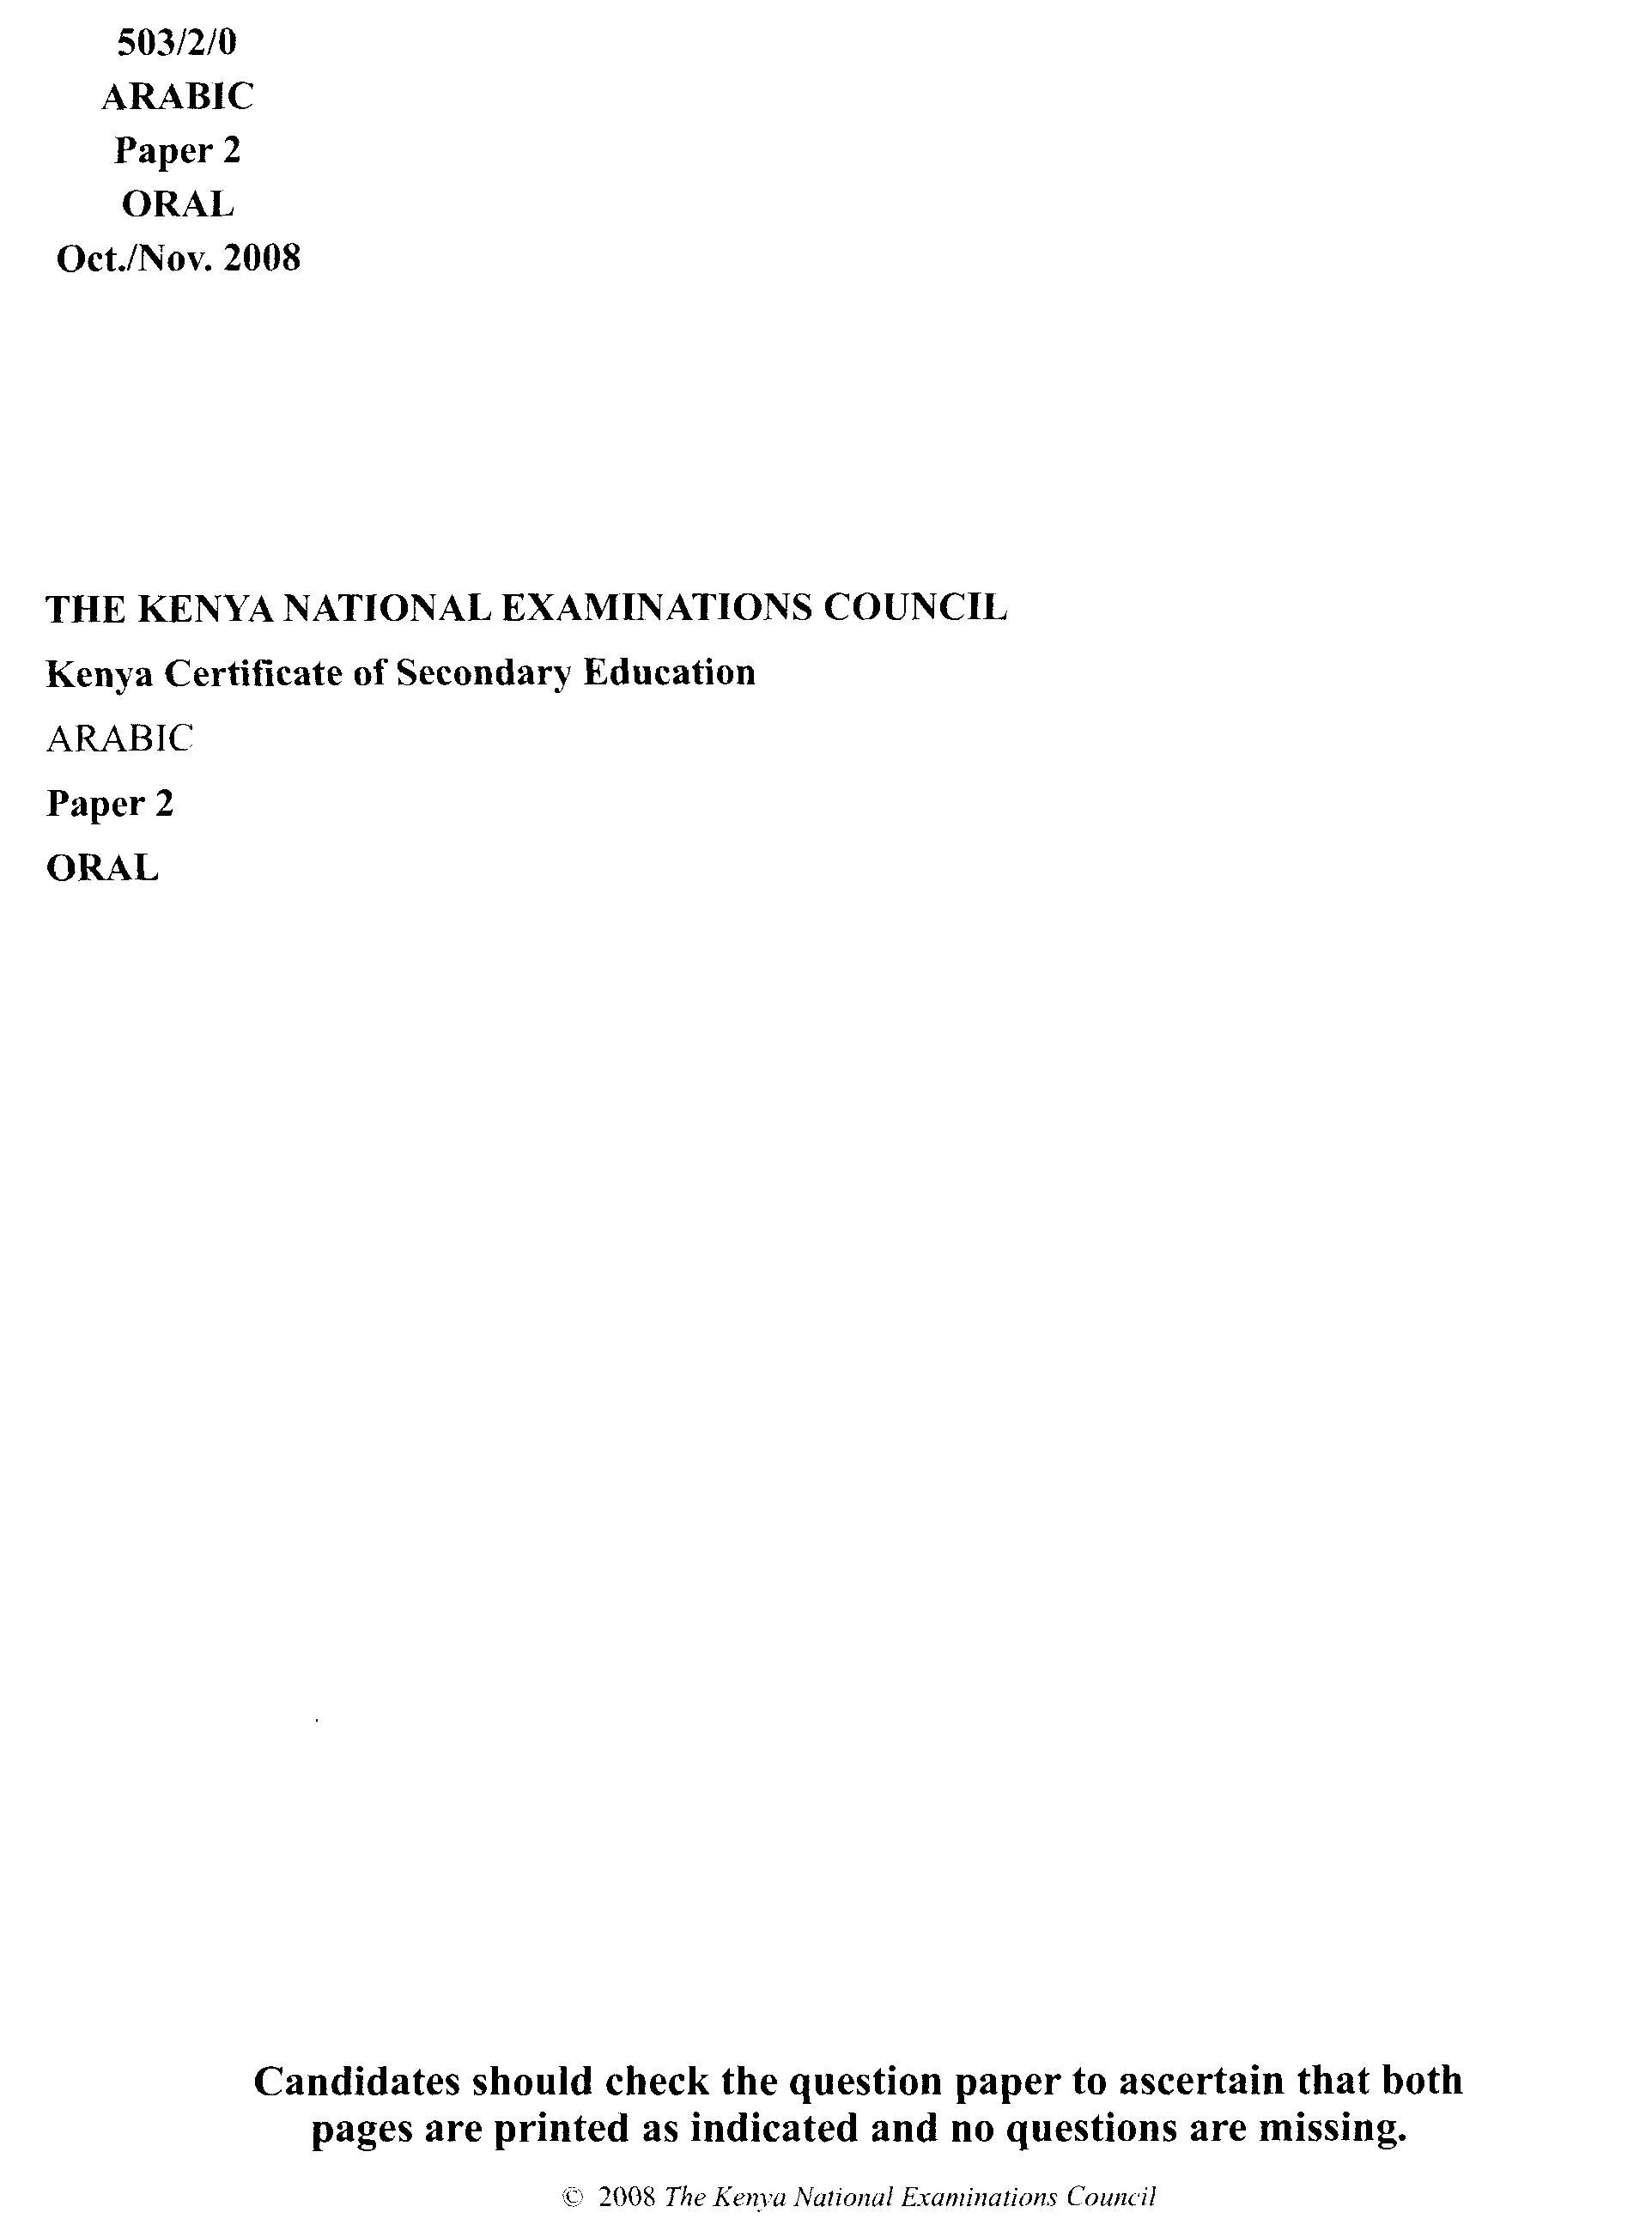 503/2/0
ARABIC
Paper 2
ORAL
Oct./Nov. 2008
THE KENYA NATIONAL EXAMINATIONS COUNCIL
Kenya Certificate of Secondary Education
ARABIC
Paper 2
ORAL
Candidates should check the question paper to ascertain that both
pages are printed as indicated and no questions are missing.
© 2008 The Kenya National Examinations Council